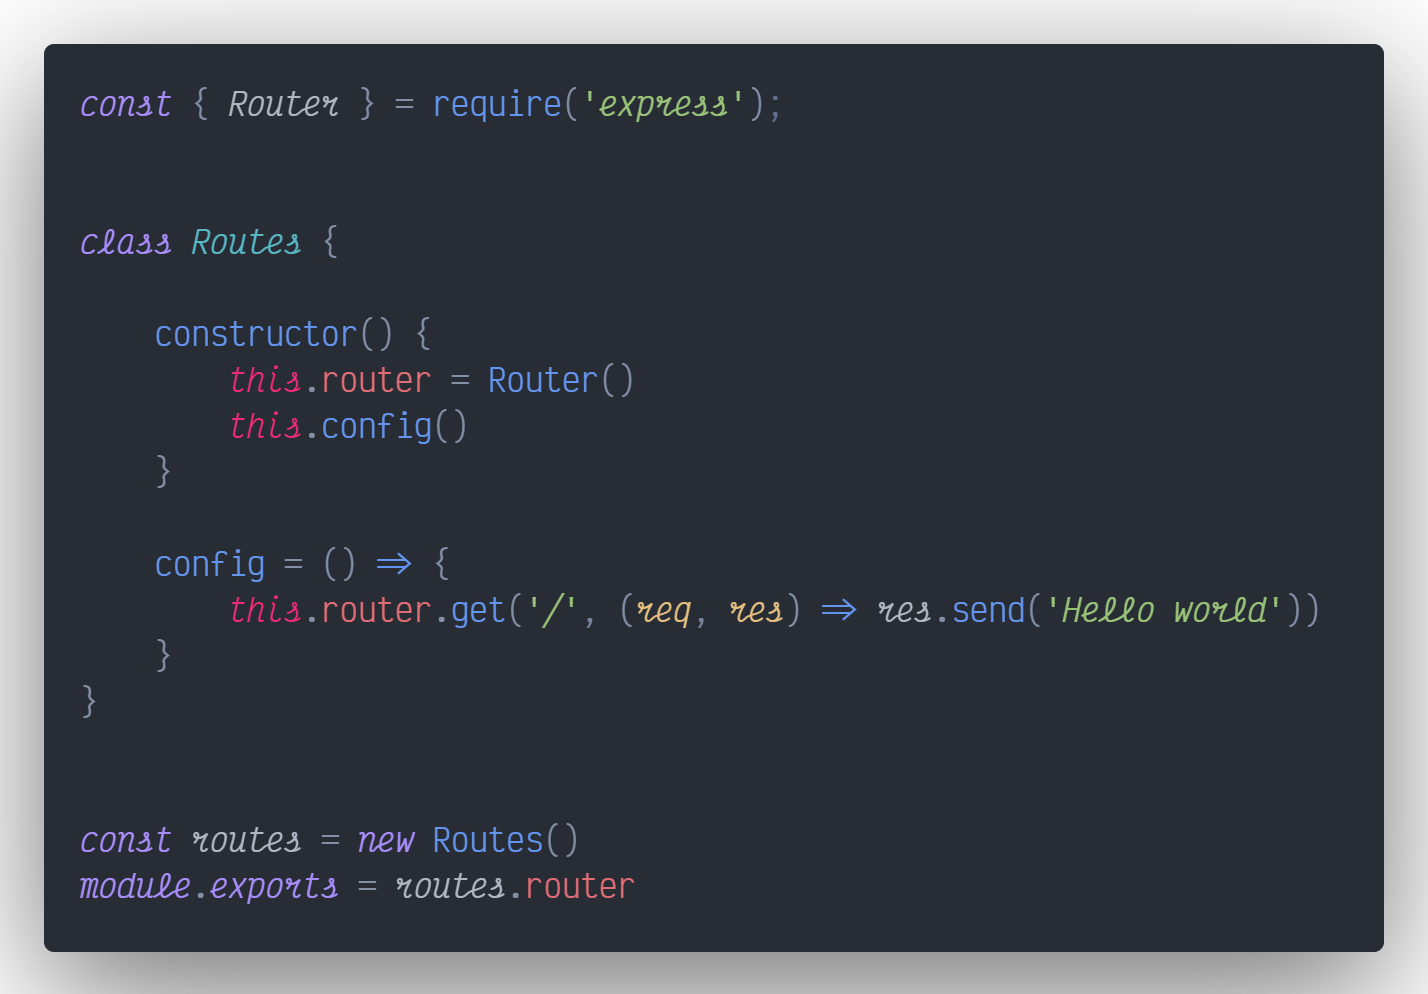 const { Router } = require('express');
class Routes {
    constructor() {
        this.router = Router()
        this.config()
    }
    config = () => {
        this.router.get('/', (req, res) => res.send('Hello world'))
    }
}
const routes = new Routes()
module.exports = routes.router